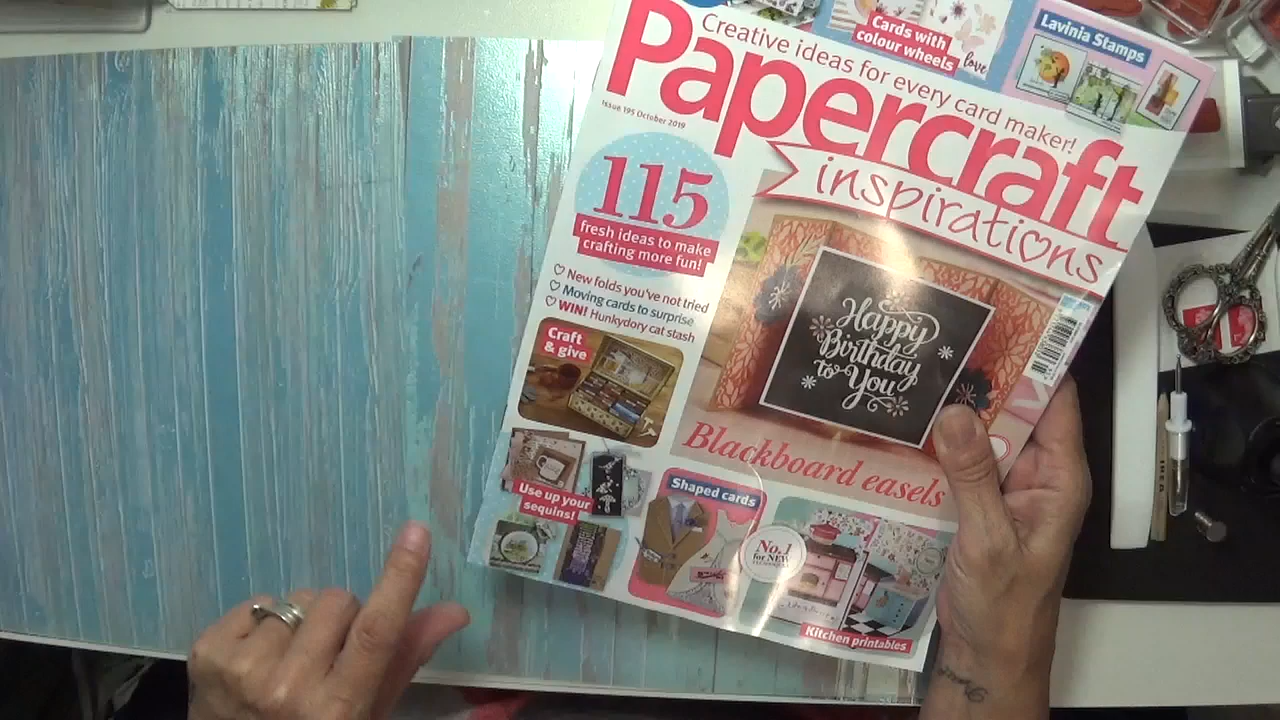 Cards with
colour wheels
love
Lavinia Stamps
Creative ideas for every card maker!
Papercraft
inspirations
Issue 195 October 2019
115
fresh ideas to make
crafting more fun!
♡ New folds you've not tried
♡ Moving cards to surprise
♡ WIN! Hunkydory cat stash
Craft
& give
Happy
Birthday
to You
Blackboard easels
Use up your
sequins!
Shaped cards
No.1
for NEW
Kitchen printables
IKEA